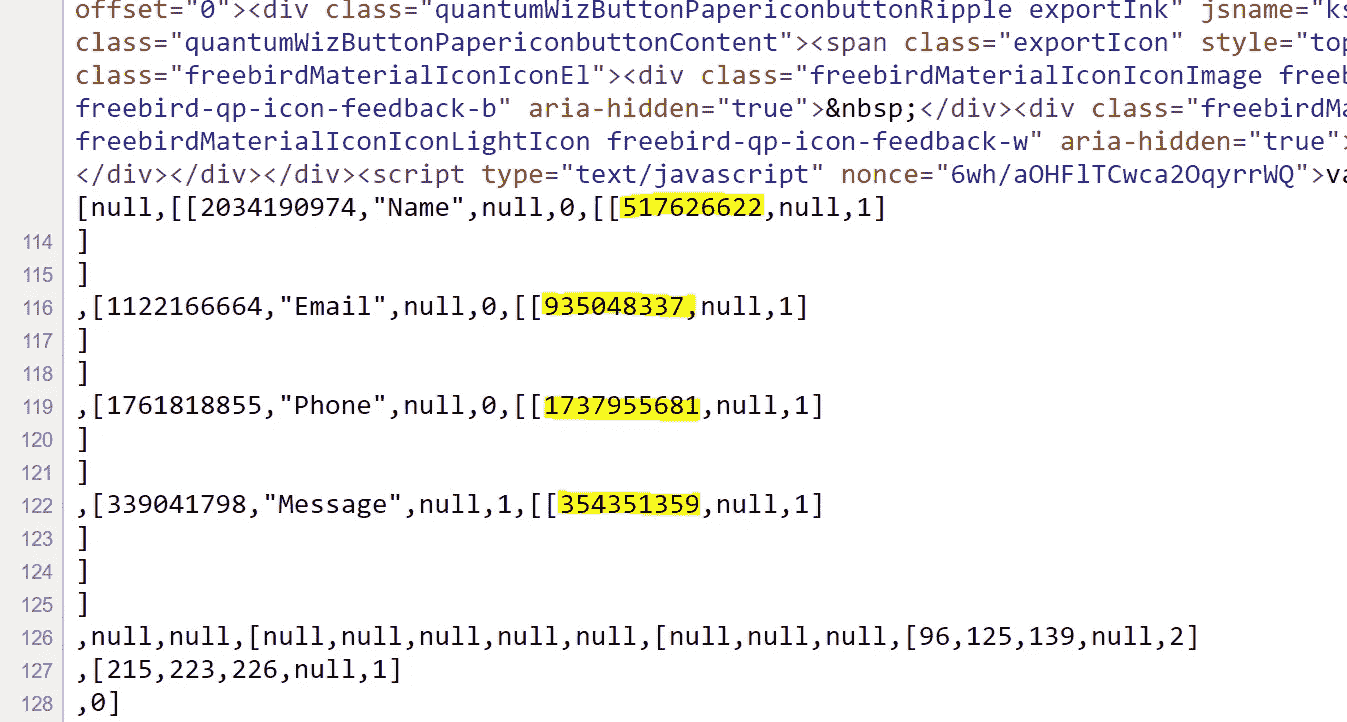 offset="0"><div class="quantumWizButtonPapericonbuttonRipple exportInk" jsname="ks
class="quantumWizButtonPapericonbuttonContent"><span class="exportIcon" style="top
class="freebirdMaterialIconIconEl"><div class="freebirdMaterialIconIconImage freeb
freebird-qp-icon-feedback-b" aria-hidden="true">&nbsp;</div><div class="freebirdMa
freebirdMaterialIconIconLightIcon freebird-qp-icon-feedback-w" aria-hidden="true">
</div></div></div><script type="text/javascript" nonce="6wh/aOHFlTCwca2OqyrrWQ">va
[null,[[2034190974,"Name",null,0,[[517626622,null,1]
114 ]
115 ]
116 ,[1122166664,"Email",null,0,[[935048337,null,1]
117 ]
118 ]
119 ,[1761818855,"Phone",null,0,[[1737955681,null,1]
120 ]
121 ]
122 ,[339041798,"Message",null,1,[[354351359,null,1]
123 ]
124 ]
125 ]
126 ,null,null,[null,null,null,null,null,[null,null,null,[96,125,139,null,2]
127 ,[215,223,226,null,1]
128 ,0]